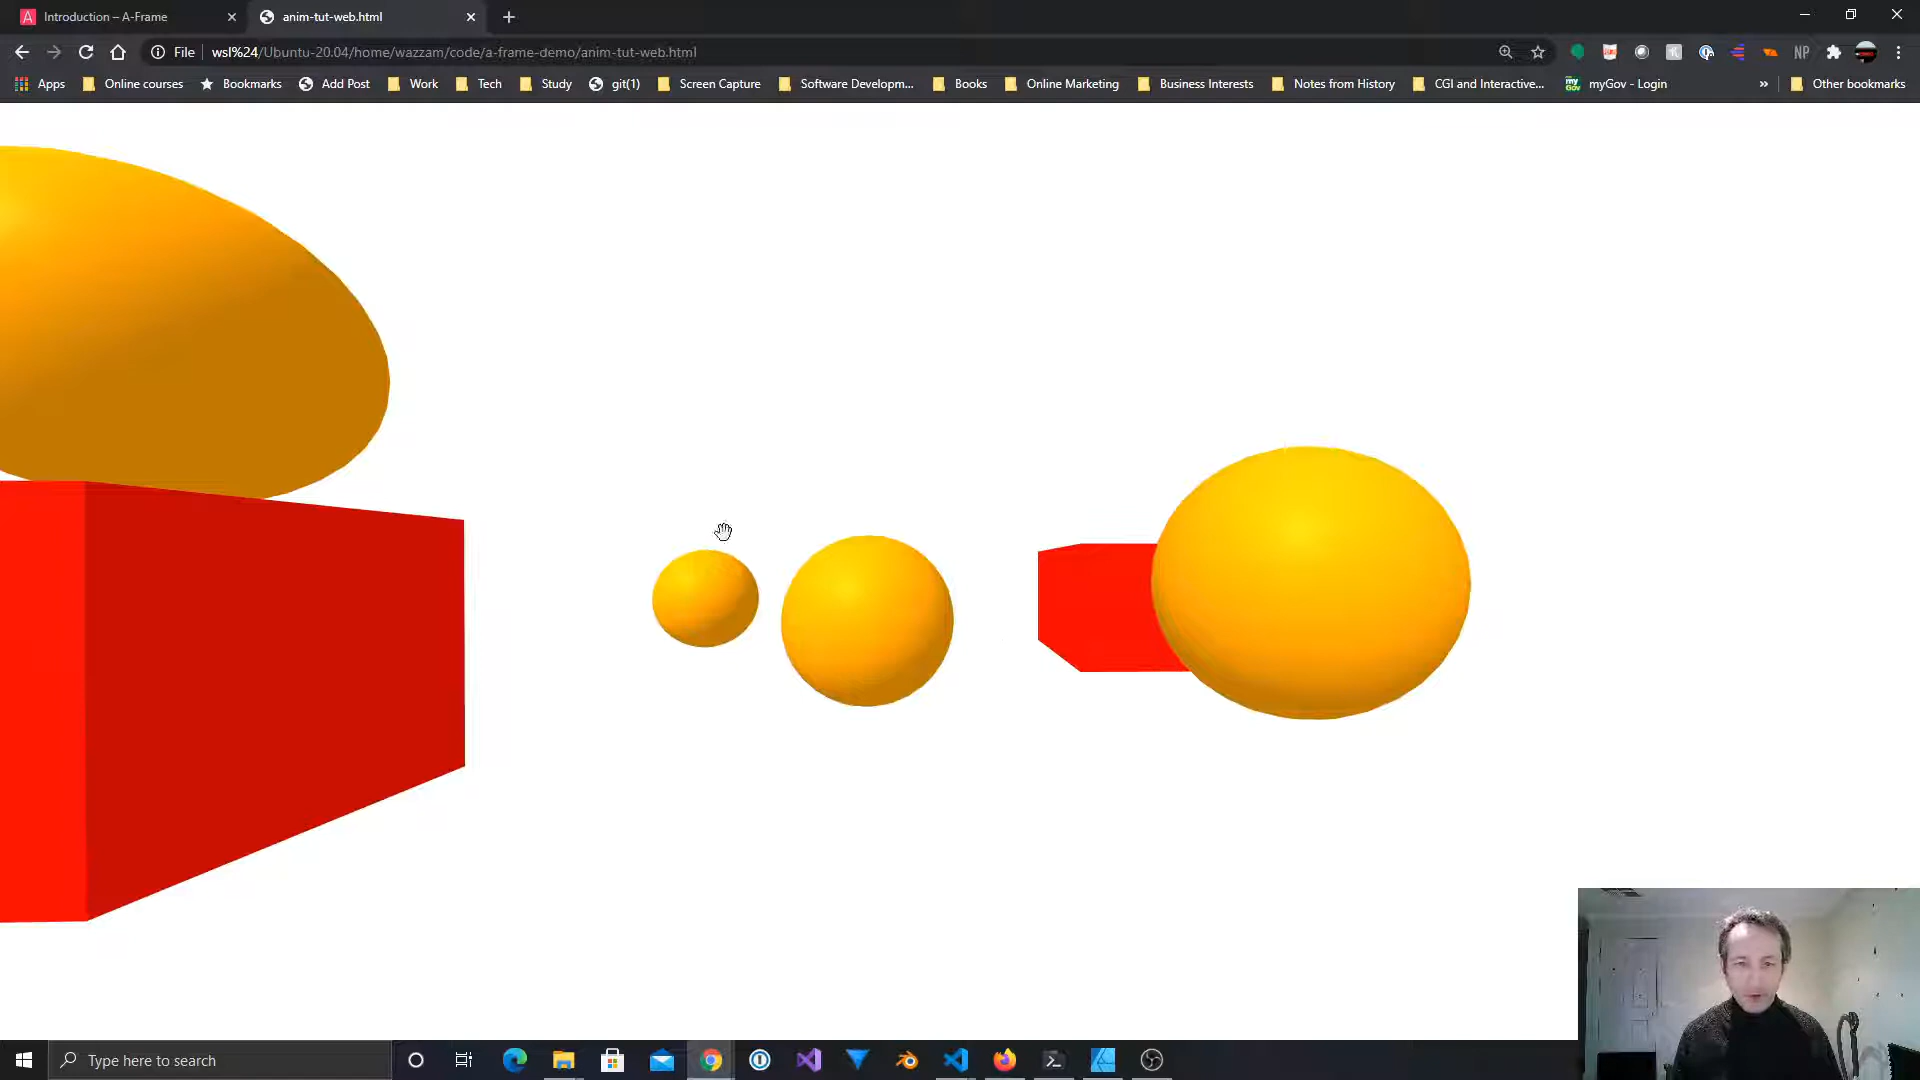 Introduction – A-Frame
anim-tut-web.html
File
wsl%24/Ubuntu-20.04/home/wazzam/code/a-frame-demo/anim-tut-web.html
NP
Apps
Online courses
Bookmarks
Add Post
Work
Tech
Study
git(1)
Screen Capture
Software Developm...
Books
Online Marketing
Business Interests
Notes from History
CGI and Interactive...
myGov - Login
»
Other bookmarks
Type here to search